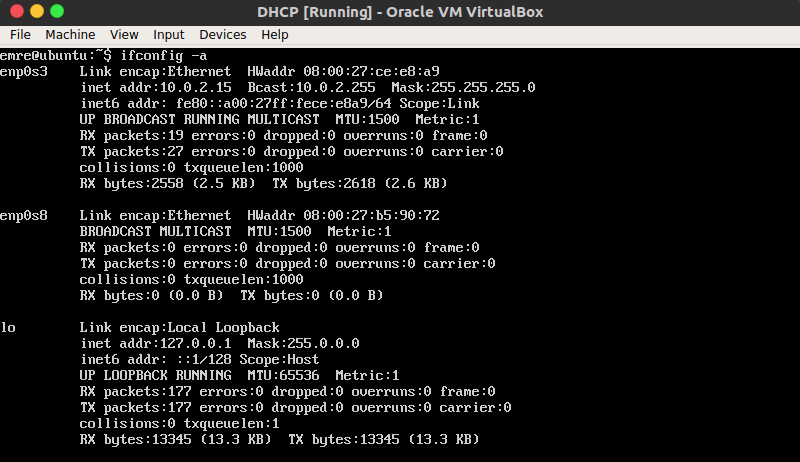 DHCP [Running] - Oracle VM VirtualBox
File Machine View Input Devices Help
emre@ubuntu:~$ ifconfig -a
enp0s3    Link encap:Ethernet  HWaddr 08:00:27:ce:e8:a9
          inet addr:10.0.2.15  Bcast:10.0.2.255  Mask:255.255.255.0
          inet6 addr: fe80::a00:27ff:fece:e8a9/64 Scope:Link
          UP BROADCAST RUNNING MULTICAST  MTU:1500  Metric:1
          RX packets:19 errors:0 dropped:0 overruns:0 frame:0
          TX packets:27 errors:0 dropped:0 overruns:0 carrier:0
          collisions:0 txqueuelen:1000
          RX bytes:2558 (2.5 KB)  TX bytes:2618 (2.6 KB)
enp0s8    Link encap:Ethernet  HWaddr 08:00:27:b5:90:72
          BROADCAST MULTICAST  MTU:1500  Metric:1
          RX packets:0 errors:0 dropped:0 overruns:0 frame:0
          TX packets:0 errors:0 dropped:0 overruns:0 carrier:0
          collisions:0 txqueuelen:1000
          RX bytes:0 (0.0 B)  TX bytes:0 (0.0 B)
lo        Link encap:Local Loopback
          inet addr:127.0.0.1  Mask:255.0.0.0
          inet6 addr: ::1/128 Scope:Host
          UP LOOPBACK RUNNING  MTU:65536  Metric:1
          RX packets:177 errors:0 dropped:0 overruns:0 frame:0
          TX packets:177 errors:0 dropped:0 overruns:0 carrier:0
          collisions:0 txqueuelen:1
          RX bytes:13345 (13.3 KB)  TX bytes:13345 (13.3 KB)